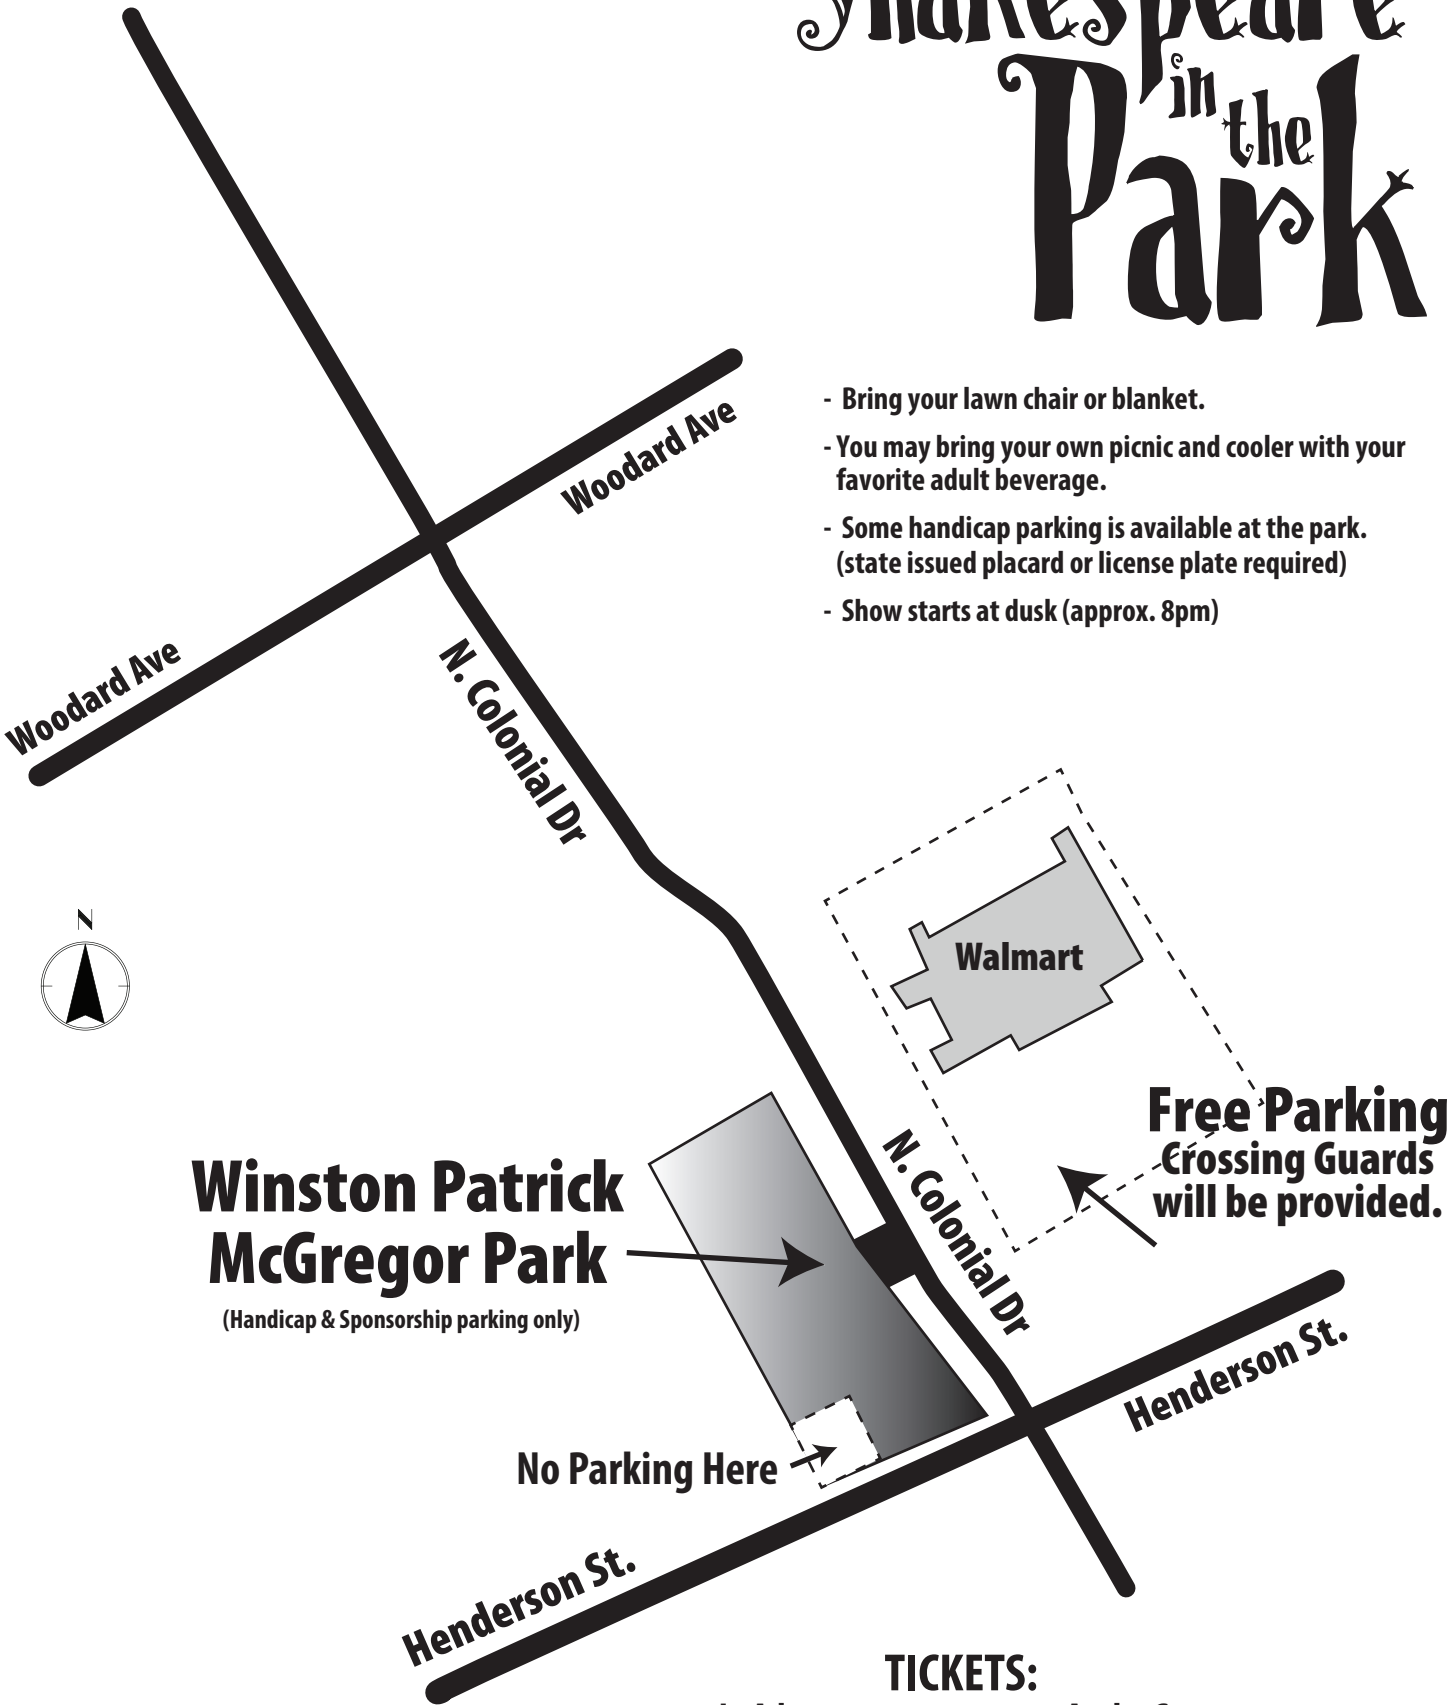 Shakespeare
in
the
Park
- Bring your lawn chair or blanket.
- You may bring your own picnic and cooler with your
favorite adult beverage.
- Some handicap parking is available at the park.
(state issued placard or license plate required)
- Show starts at dusk (approx. 8pm)
Woodard Ave
Woodard Ave
N. Colonial Dr
N
Walmart
Free Parking
Crossing Guards
will be provided.
N. Colonial Dr
Winston Patrick
McGregor Park
(Handicap & Sponsorship parking only)
Henderson St.
No Parking Here
Henderson St.
TICKETS: